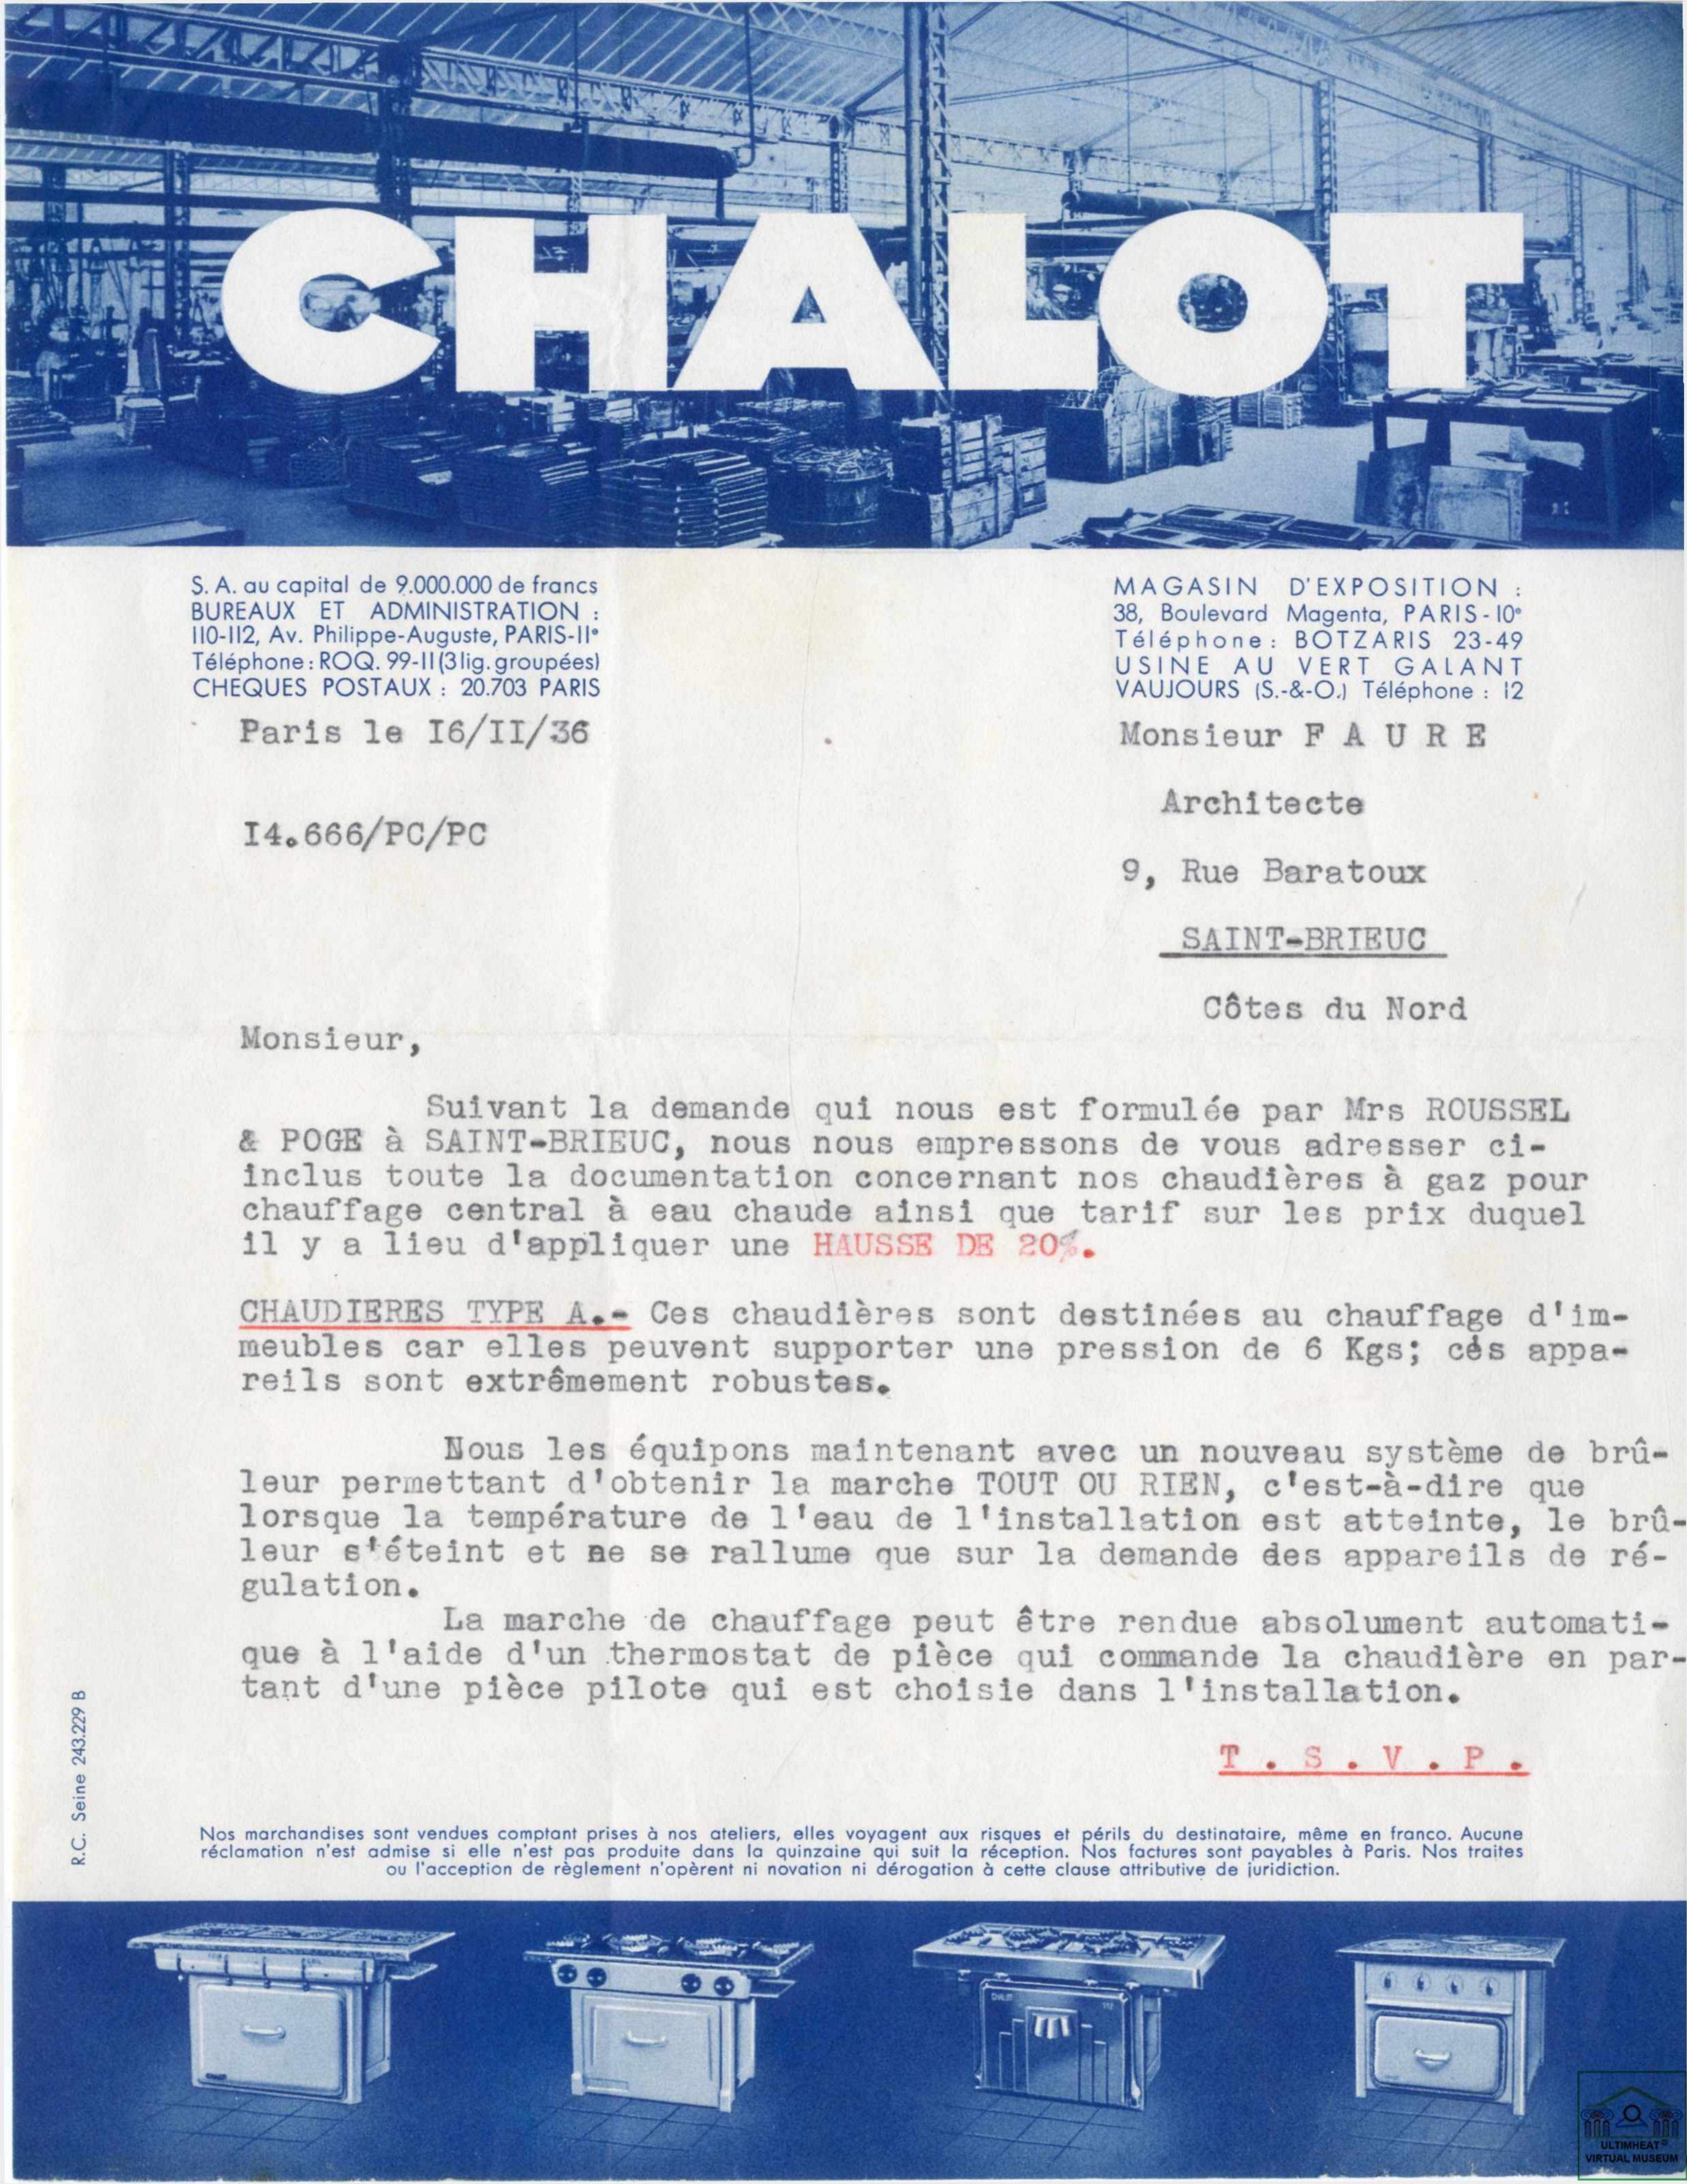 CHALOT
S. A. au capital de 9.000.000 de francs
BUREAUX ET ADMINISTRATION :
110-112, Av. Philippe-Auguste, PARIS-11e
Téléphone : ROQ. 99-11 (3 lig. groupées)
CHEQUES POSTAUX : 20.703 PARIS
MAGASIN D'EXPOSITION :
38, Boulevard Magenta, PARIS-10e
Téléphone : BOTZARIS 23-49
USINE AU VERT GALANT
VAUJOURS (S.-&-O.) Téléphone : 12
Paris le I6/II/36
I4.666/PC/PC
Monsieur F A U R E
Architecte
9, Rue Baratoux
SAINT-BRIEUC
Côtes du Nord
Monsieur,
Suivant la demande qui nous est formulée par Mrs ROUSSEL
& POGE à SAINT-BRIEUC, nous nous empressons de vous adresser ci-
inclus toute la documentation concernant nos chaudières à gaz pour
chauffage central à eau chaude ainsi que tarif sur les prix duquel
il y a lieu d'appliquer une HAUSSE DE 20%.
CHAUDIERES TYPE A.- Ces chaudières sont destinées au chauffage d'im-
meubles car elles peuvent supporter une pression de 6 Kgs; ces appa-
reils sont extrêmement robustes.
Nous les équipons maintenant avec un nouveau système de brû-
leur permettant d'obtenir la marche TOUT OU RIEN, c'est-à-dire que
lorsque la température de l'eau de l'installation est atteinte, le brû-
leur s'éteint et ne se rallume que sur la demande des appareils de ré-
gulation.
La marche de chauffage peut être rendue absolument automati-
que à l'aide d'un thermostat de pièce qui commande la chaudière en par-
tant d'une pièce pilote qui est choisie dans l'installation.
T . S . V . P .
R.C. Seine 243.229 B
Nos marchandises sont vendues comptant prises à nos ateliers, elles voyagent aux risques et périls du destinataire, même en franco. Aucune
réclamation n'est admise si elle n'est pas produite dans la quinzaine qui suit la réception. Nos factures sont payables à Paris. Nos traites
ou l'acception de règlement n'opèrent ni novation ni dérogation à cette clause attributive de juridiction.
ULTIMHEAT®
VIRTUAL MUSEUM